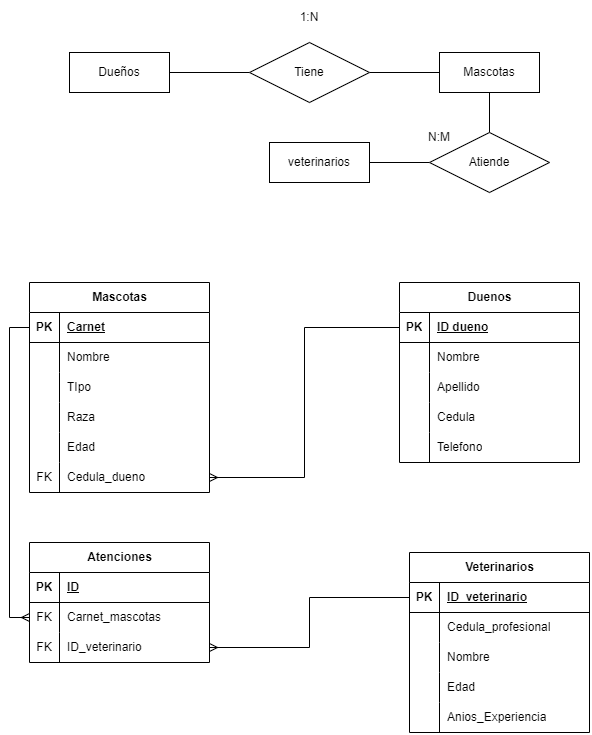 1:N
Dueños
Tiene
Mascotas
N:M
veterinarios
Atiende
Mascotas
PK Carnet
Nombre
TIpo
Raza
Edad
FK Cedula_dueno
Duenos
PK ID dueno
Nombre
Apellido
Cedula
Telefono
Atenciones
PK ID
FK Carnet_mascotas
FK ID_veterinario
Veterinarios
PK ID_veterinario
Cedula_profesional
Nombre
Edad
Anios_Experiencia